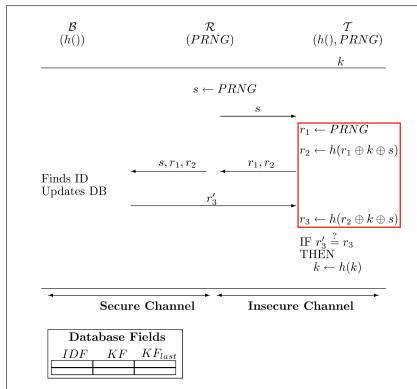 B R T
(h()) (PRNG) (h(), PRNG)
k
s ← PRNG
s
r₁ ← PRNG
s, r₁, r₂ r₁, r₂ r₂ ← h(r₁ ⊕ k ⊕ s)
Finds ID
Updates DB
r′₃
r₃ ← h(r₂ ⊕ k ⊕ s)
IF r′₃ ≟ r₃
THEN
k ← h(k)
Secure Channel Insecure Channel
Database Fields
IDF KF KF_last